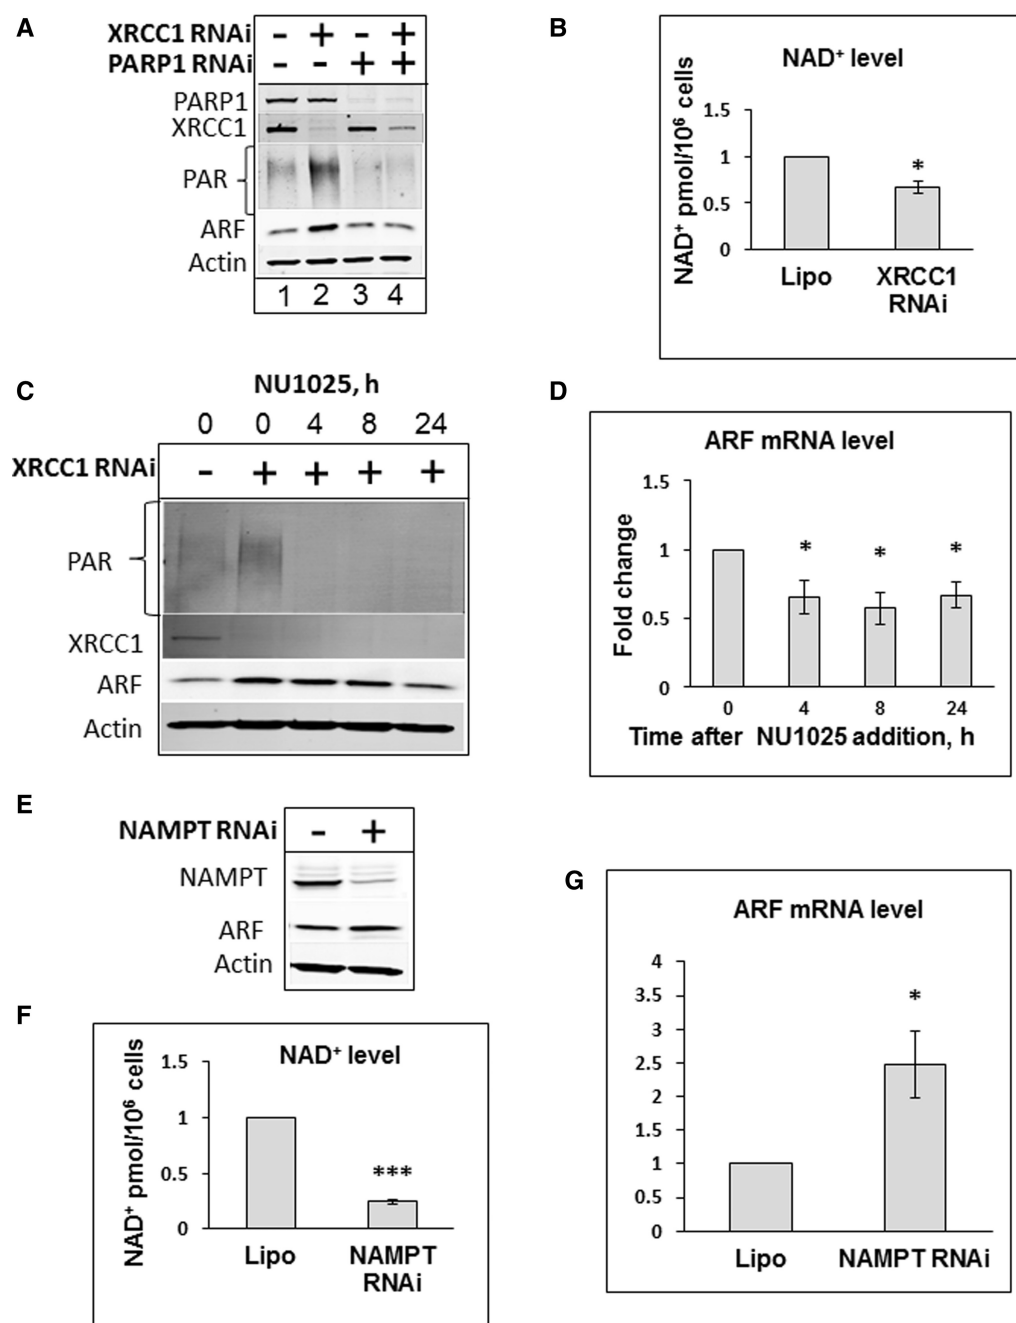 A
XRCC1 RNAi - + - +
PARP1 RNAi - - + +
PARP1
XRCC1
PAR
ARF
Actin
1 2 3 4
B
NAD+ level
NAD+ pmol/10⁶ cells
1.5
1
0.5
0
*
Lipo XRCC1
RNAi
C
NU1025, h
0 0 4 8 24
XRCC1 RNAi - + + + +
PAR
XRCC1
ARF
Actin
D
ARF mRNA level
Fold change
1.5
1
0.5
0
* * *
0 4 8 24
Time after NU1025 addition, h
E
NAMPT RNAi - +
NAMPT
ARF
Actin
F
NAD+ level
NAD+ pmol/10⁶ cells
1.5
1
0.5
0
***
Lipo NAMPT
RNAi
G
ARF mRNA level
4
3.5
3
2.5
2
1.5
1
0.5
0
*
Lipo NAMPT RNAi